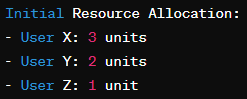 Initial Resource Allocation:
- User X: 3 units
- User Y: 2 units
- User Z: 1 unit